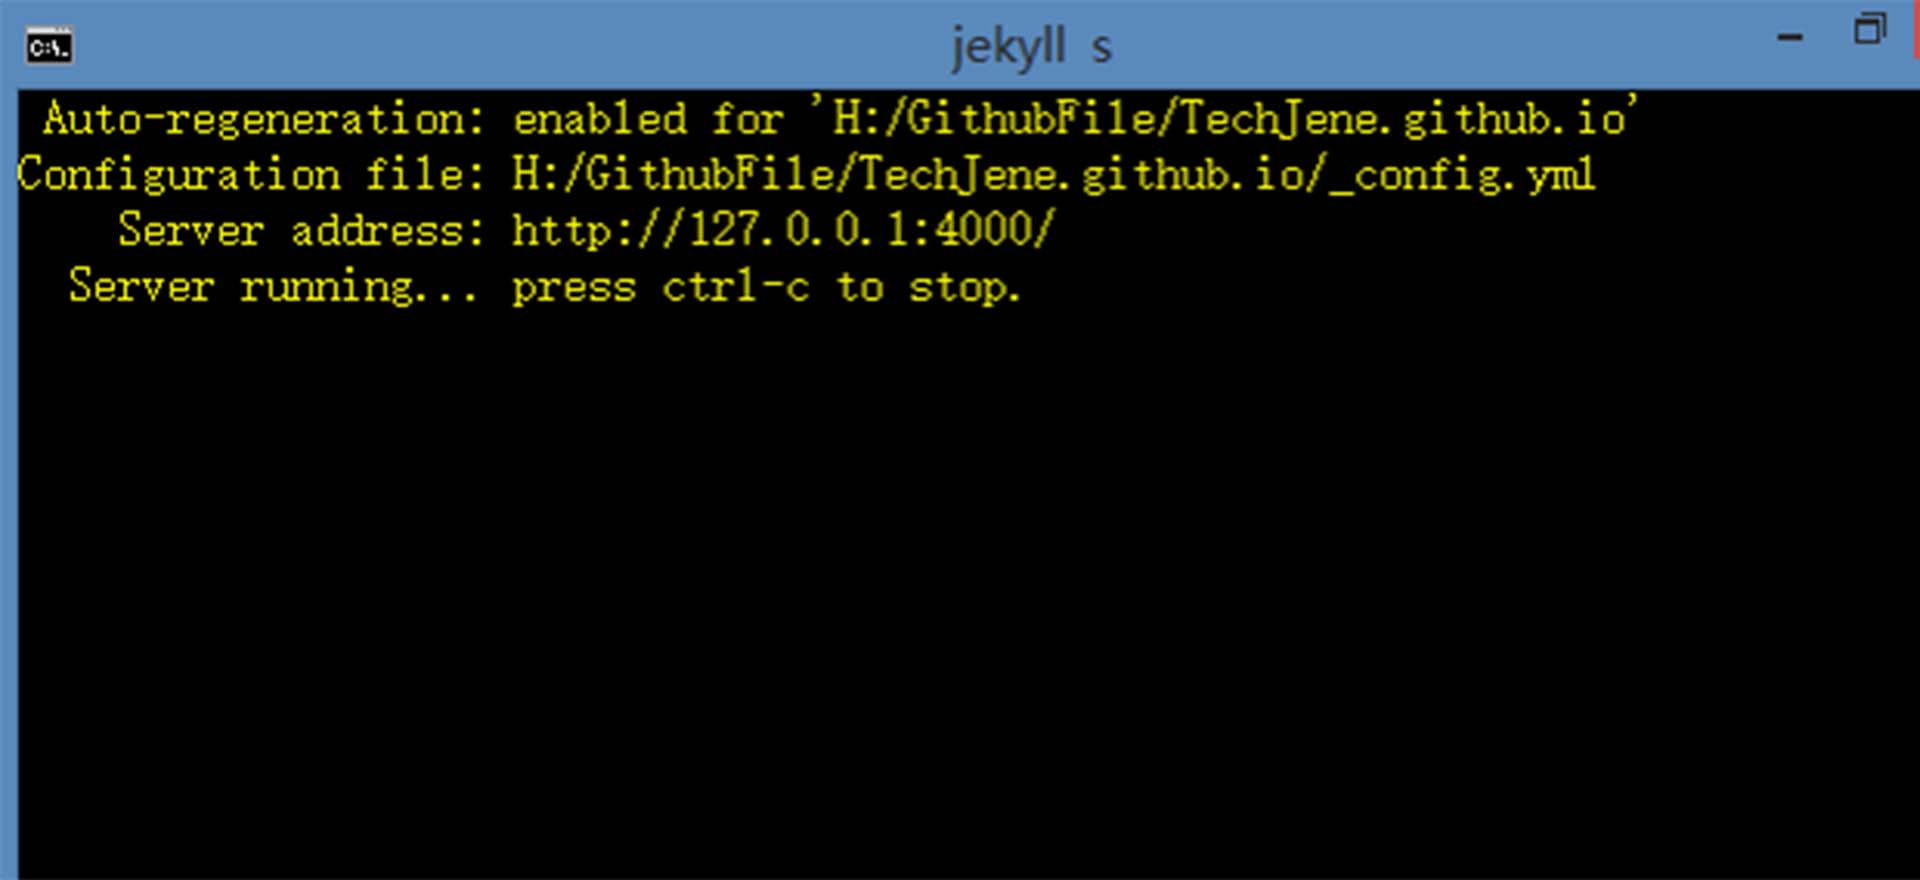 C:\.
jekyll s
Auto-regeneration: enabled for 'H:/GithubFile/TechJene.github.io'
Configuration file: H:/GithubFile/TechJene.github.io/_config.yml
Server address: http://127.0.0.1:4000/
Server running... press ctrl-c to stop.